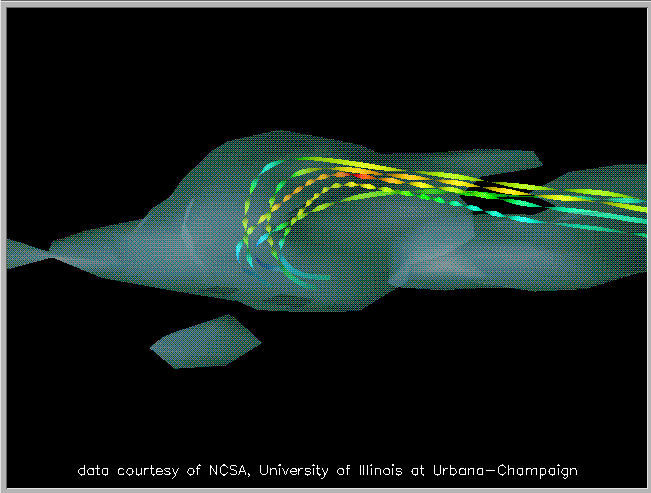 data courtesy of NCSA, University of Illinois at Urbana-Champaign